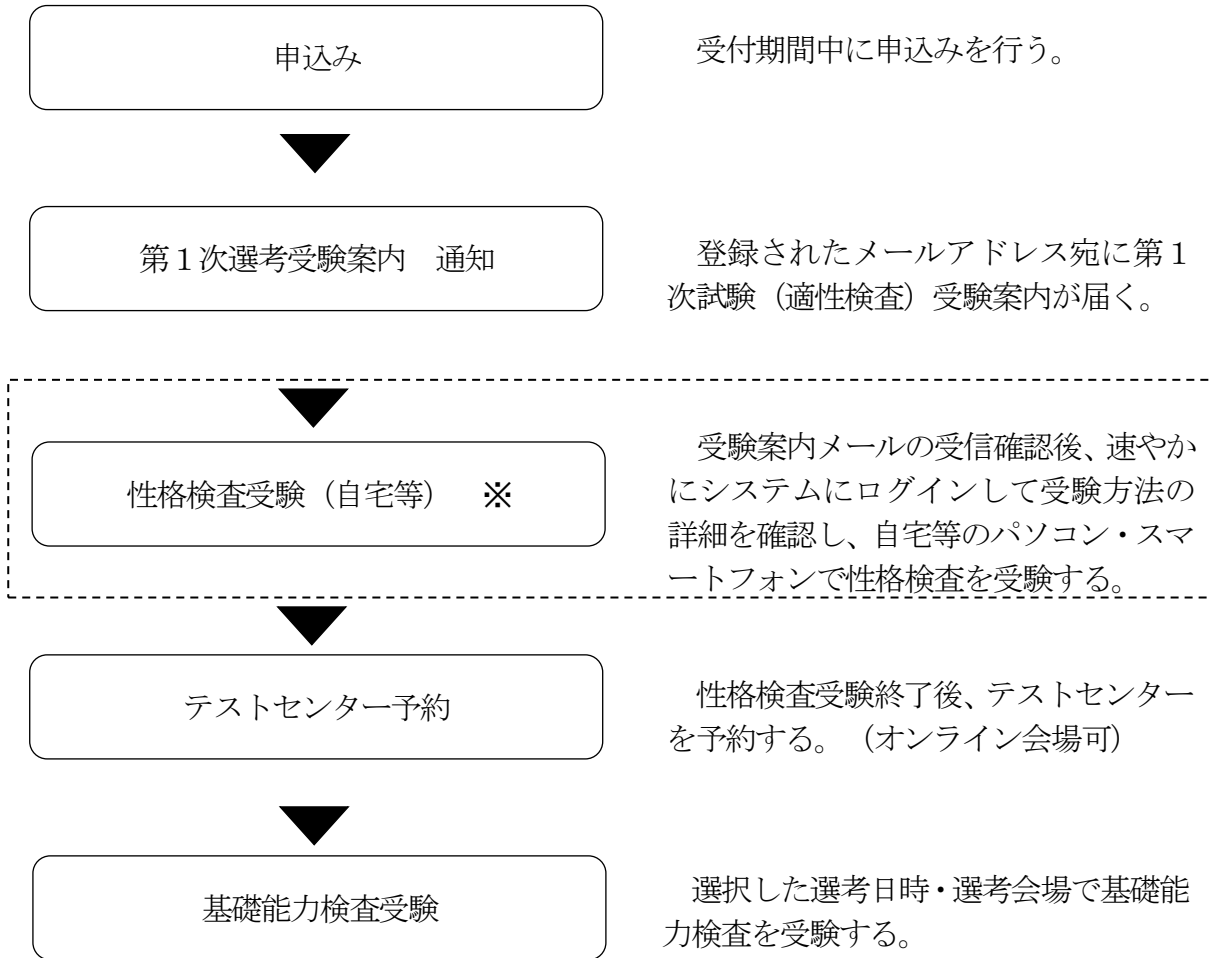 申込み
受付期間中に申込みを行う。
第1次選考受験案内 通知
登録されたメールアドレス宛に第1
次試験(適性検査)受験案内が届く。
性格検査受験(自宅等) ※
受験案内メールの受信確認後、速やか
にシステムにログインして受験方法の
詳細を確認し、自宅等のパソコン・スマ
ートフォンで性格検査を受験する。
テストセンター予約
性格検査受験終了後、テストセンター
を予約する。(オンライン会場可)
基礎能力検査受験
選択した選考日時・選考会場で基礎能
力検査を受験する。